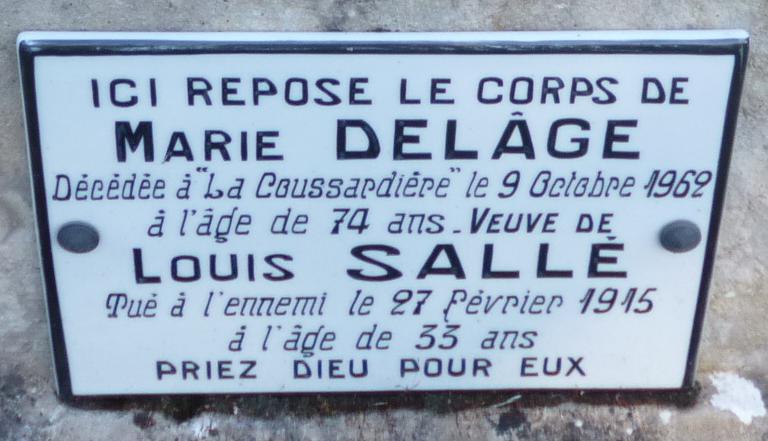 ICI REPOSE LE CORPS DE
MARIE DELÂGE
Décédée à "La Coussardière" le 9 Octobre 1962
à l'âge de 74 ans. VEUVE DE
LOUIS SALLÉ
Tué à l'ennemi le 27 février 1915
à l'âge de 33 ans
PRIEZ DIEU POUR EUX